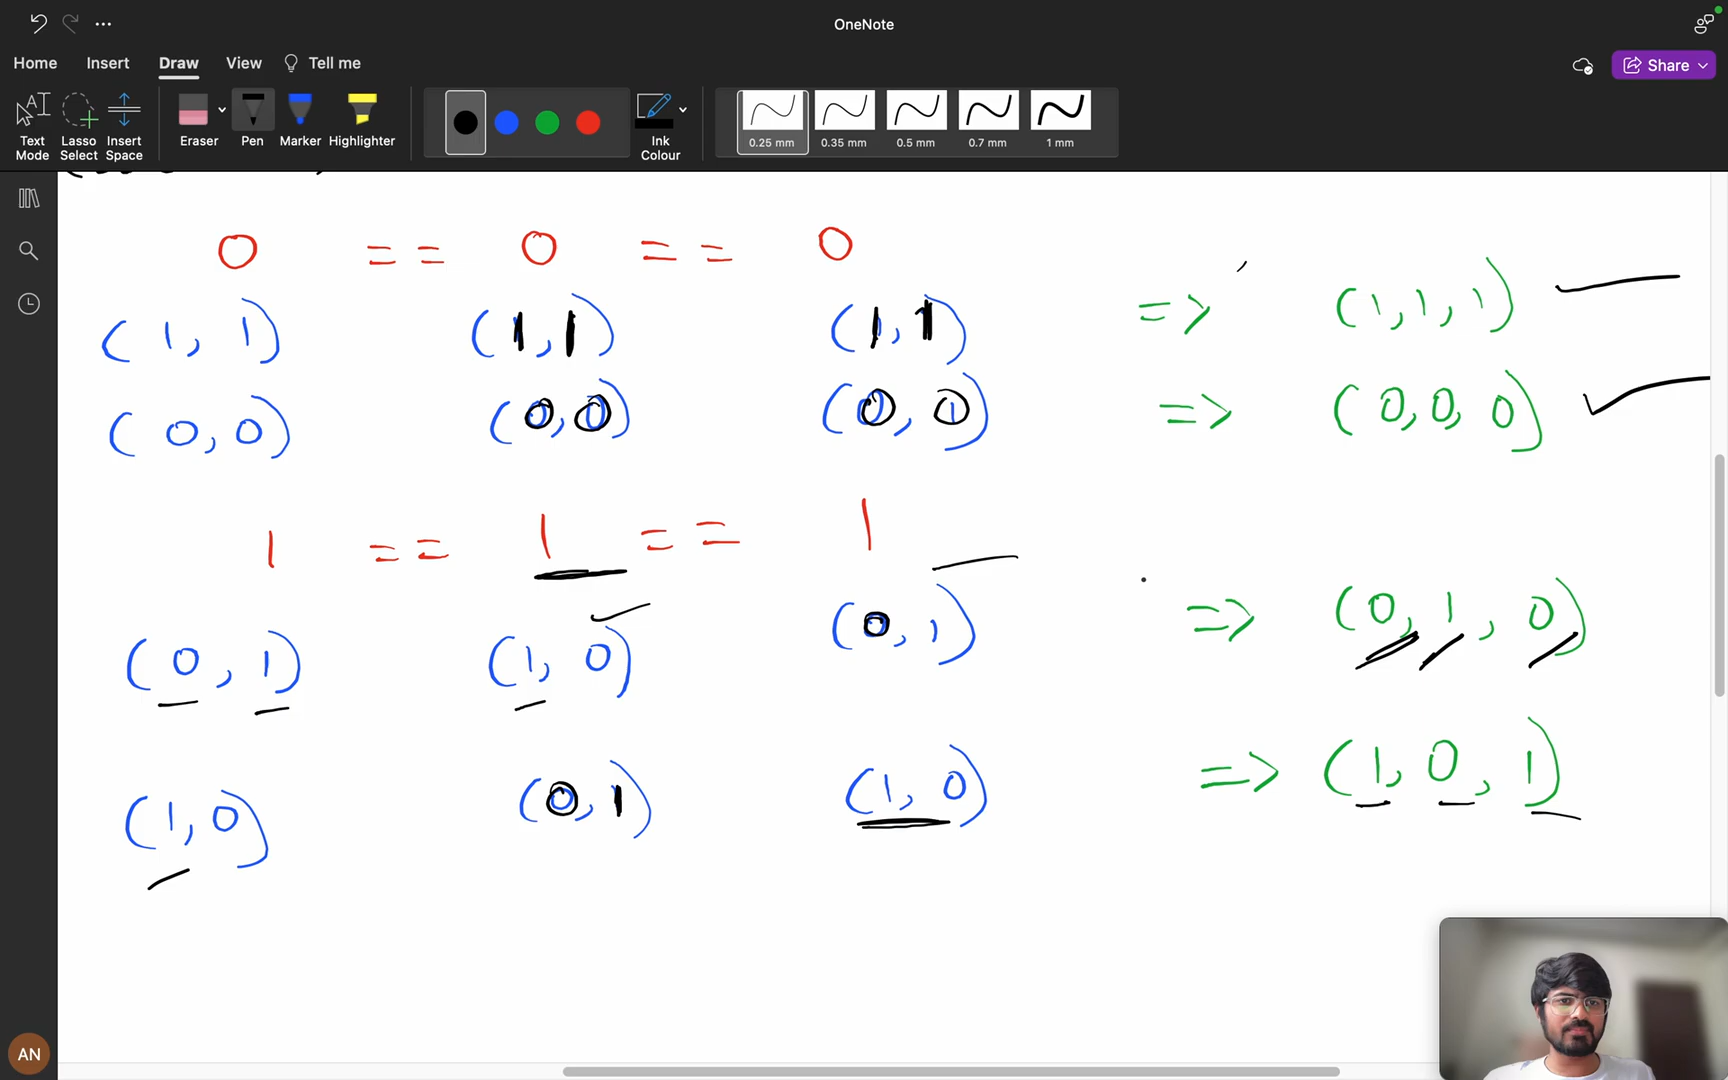 OneNote
Home Insert Draw View Tell me
Share
Text Mode Lasso Select Insert Space Eraser Pen Marker Highlighter Ink Colour 0.25 mm 0.35 mm 0.5 mm 0.7 mm 1 mm
0 == 0 == 0
(1, 1) (1,1) (1,1) => (1,1,1)
(0,0) (0,0) (0,0) => (0,0,0)
1 == 1 == 1
(0,1) (1,0) (0,1) => (0,1,0)
(1,0) (0,1) (1,0) => (1,0,1)
AN